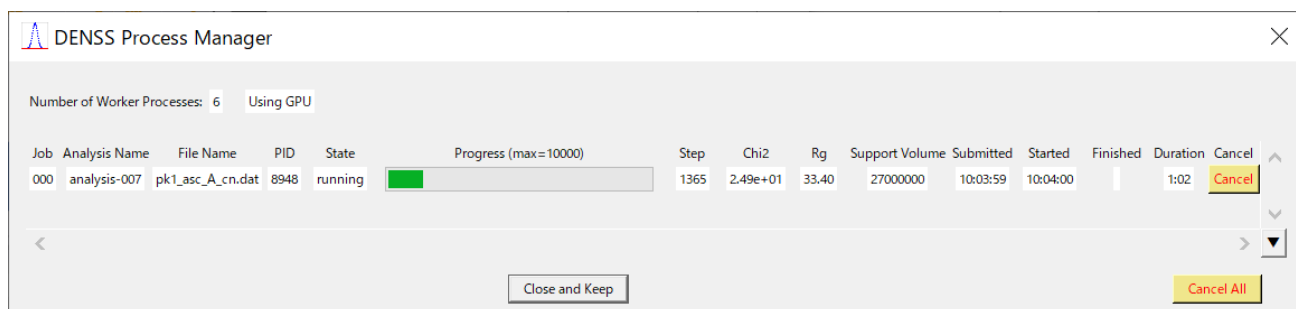 DENSS Process Manager
Number of Worker Processes: 6 Using GPU
Job Analysis Name File Name PID State Progress (max=10000) Step Chi2 Rg Support Volume Submitted Started Finished Duration Cancel
000 analysis-007 pk1_asc_A_cn.dat 8948 running 1365 2.49e+01 33.40 27000000 10:03:59 10:04:00 1:02 Cancel
Close and Keep Cancel All